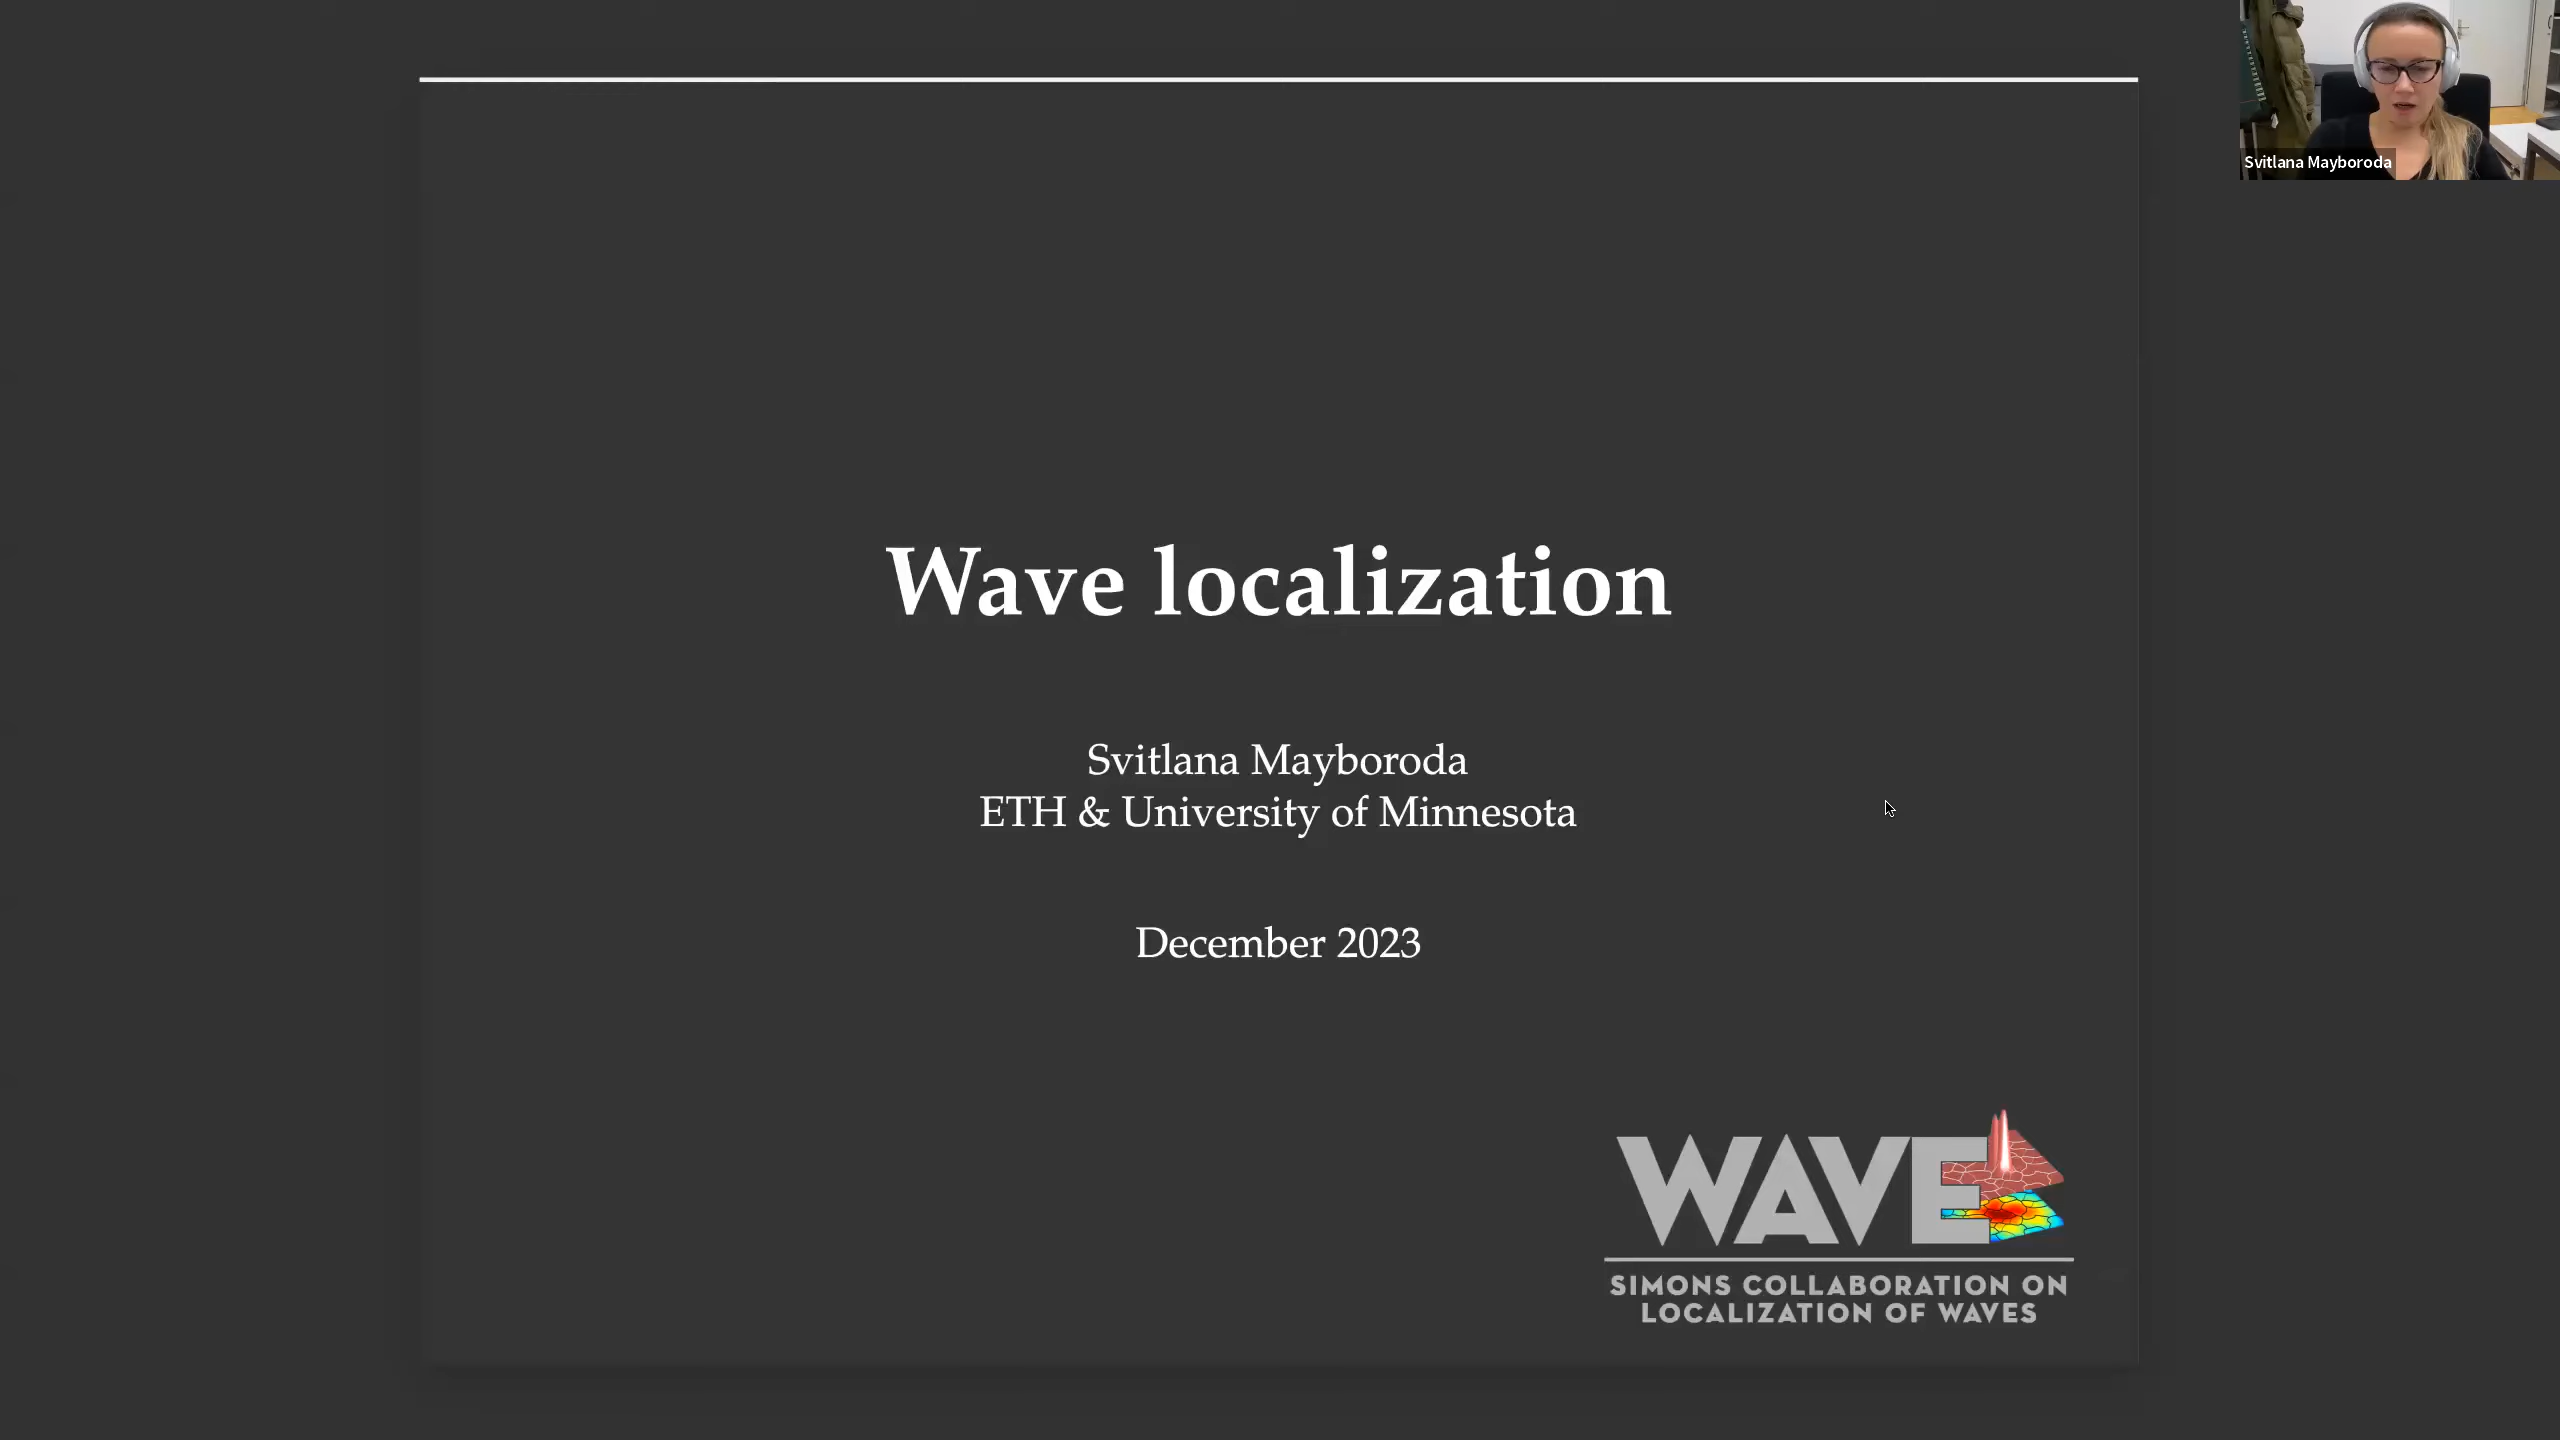 Svitlana Mayboroda
Wave localization
Svitlana Mayboroda
ETH & University of Minnesota
December 2023
WAVE
SIMONS COLLABORATION ON
LOCALIZATION OF WAVES